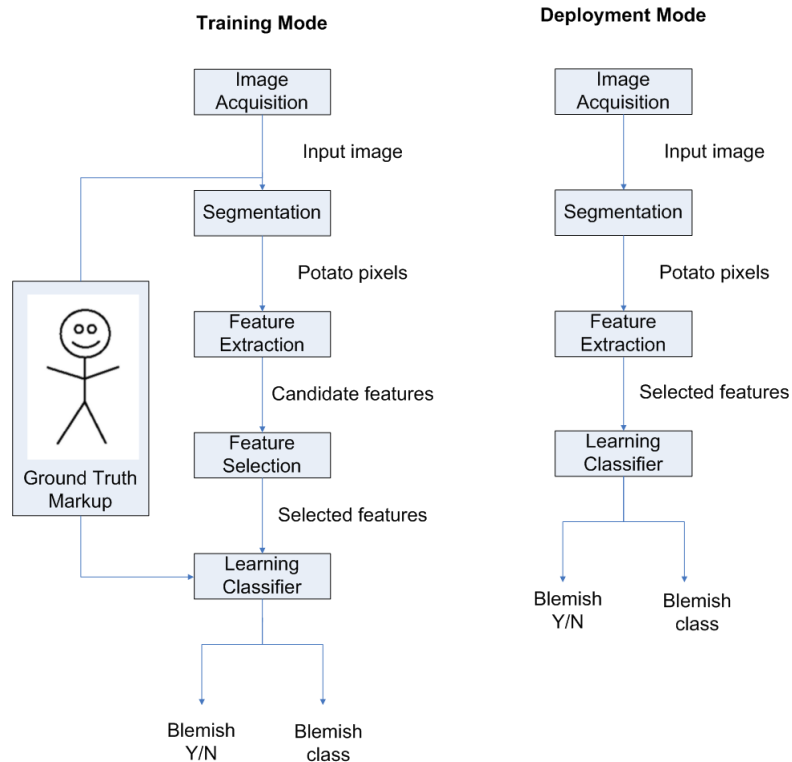 Training Mode
Image
Acquisition
Input image
Segmentation
Potato pixels
Feature
Extraction
Candidate features
Feature
Selection
Selected features
Ground Truth
Markup
Learning
Classifier
Blemish
Y/N
Blemish
class
Deployment Mode
Image
Acquisition
Input image
Segmentation
Potato pixels
Feature
Extraction
Selected features
Learning
Classifier
Blemish
Y/N
Blemish
class